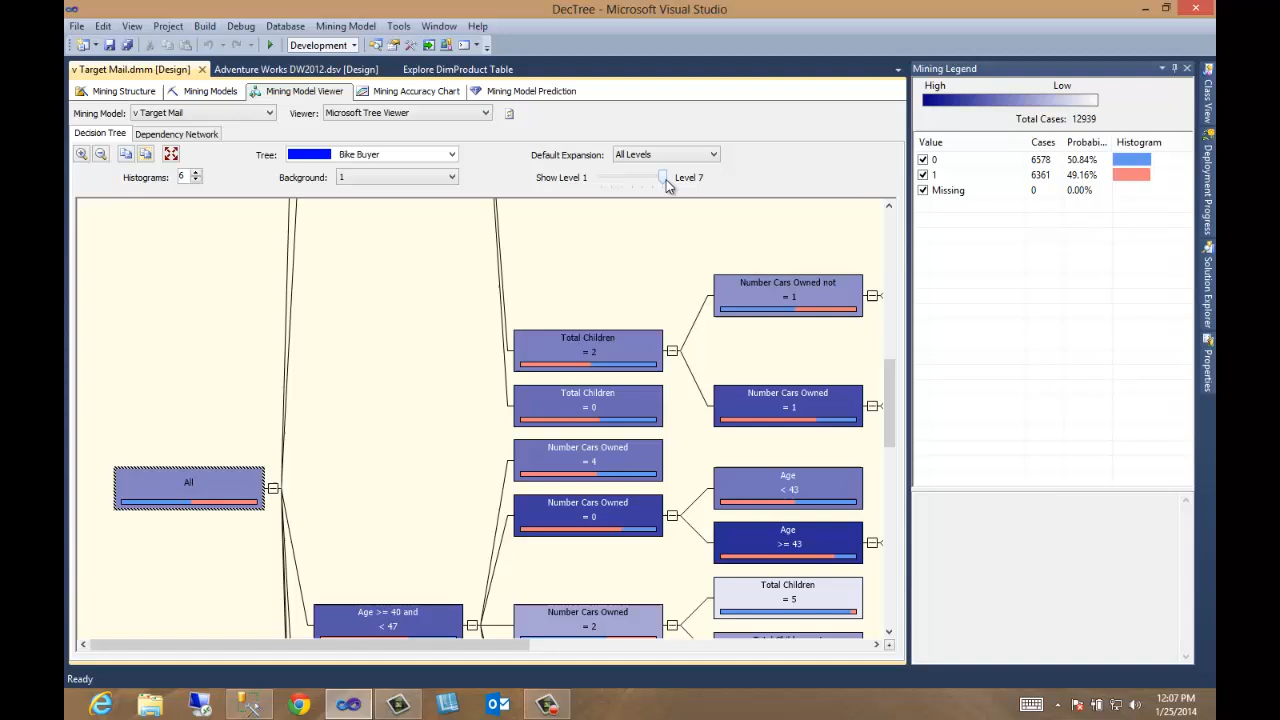 DecTree - Microsoft Visual Studio
File Edit View Project Build Debug Database Mining Model Tools Window Help
Development
v Target Mail.dmm [Design] Adventure Works DW2012.dsv [Design] Explore DimProduct Table
Mining Structure Mining Models Mining Model Viewer Mining Accuracy Chart Mining Model Prediction
Mining Model: v Target Mail Viewer: Microsoft Tree Viewer
Decision Tree Dependency Network
Tree: Bike Buyer Default Expansion: All Levels
Histograms: 6 Background: 1 Show Level 1 Level 7
Number Cars Owned not
= 1
Total Children
= 2
Total Children
= 0
Number Cars Owned
= 1
Number Cars Owned
= 4
All
Age
< 43
Number Cars Owned
= 0
Age
>= 43
Total Children
= 5
Age >= 40 and
< 47
Number Cars Owned
= 2
Mining Legend
High Low
Total Cases: 12939
Value Cases Probabi... Histogram
0 6578 50.84%
1 6361 49.16%
Missing 0 0.00%
Class View
Deployment Progress
Solution Explorer
Properties
Ready
12:07 PM
1/25/2014